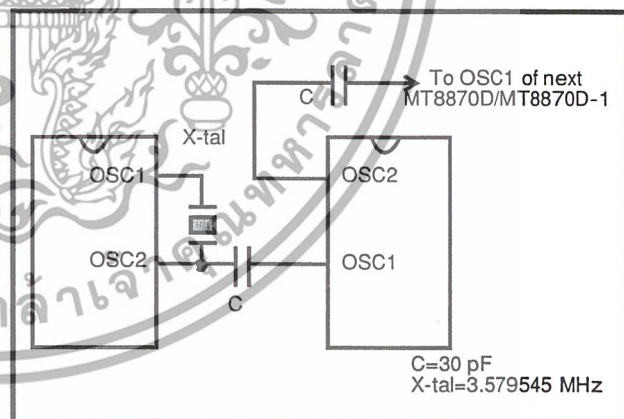 To OSC1 of next
MT8870D/MT8870D-1
C
X-tal
OSC1
OSC2
OSC2
OSC1
C
C=30 pF
X-tal=3.579545 MHz